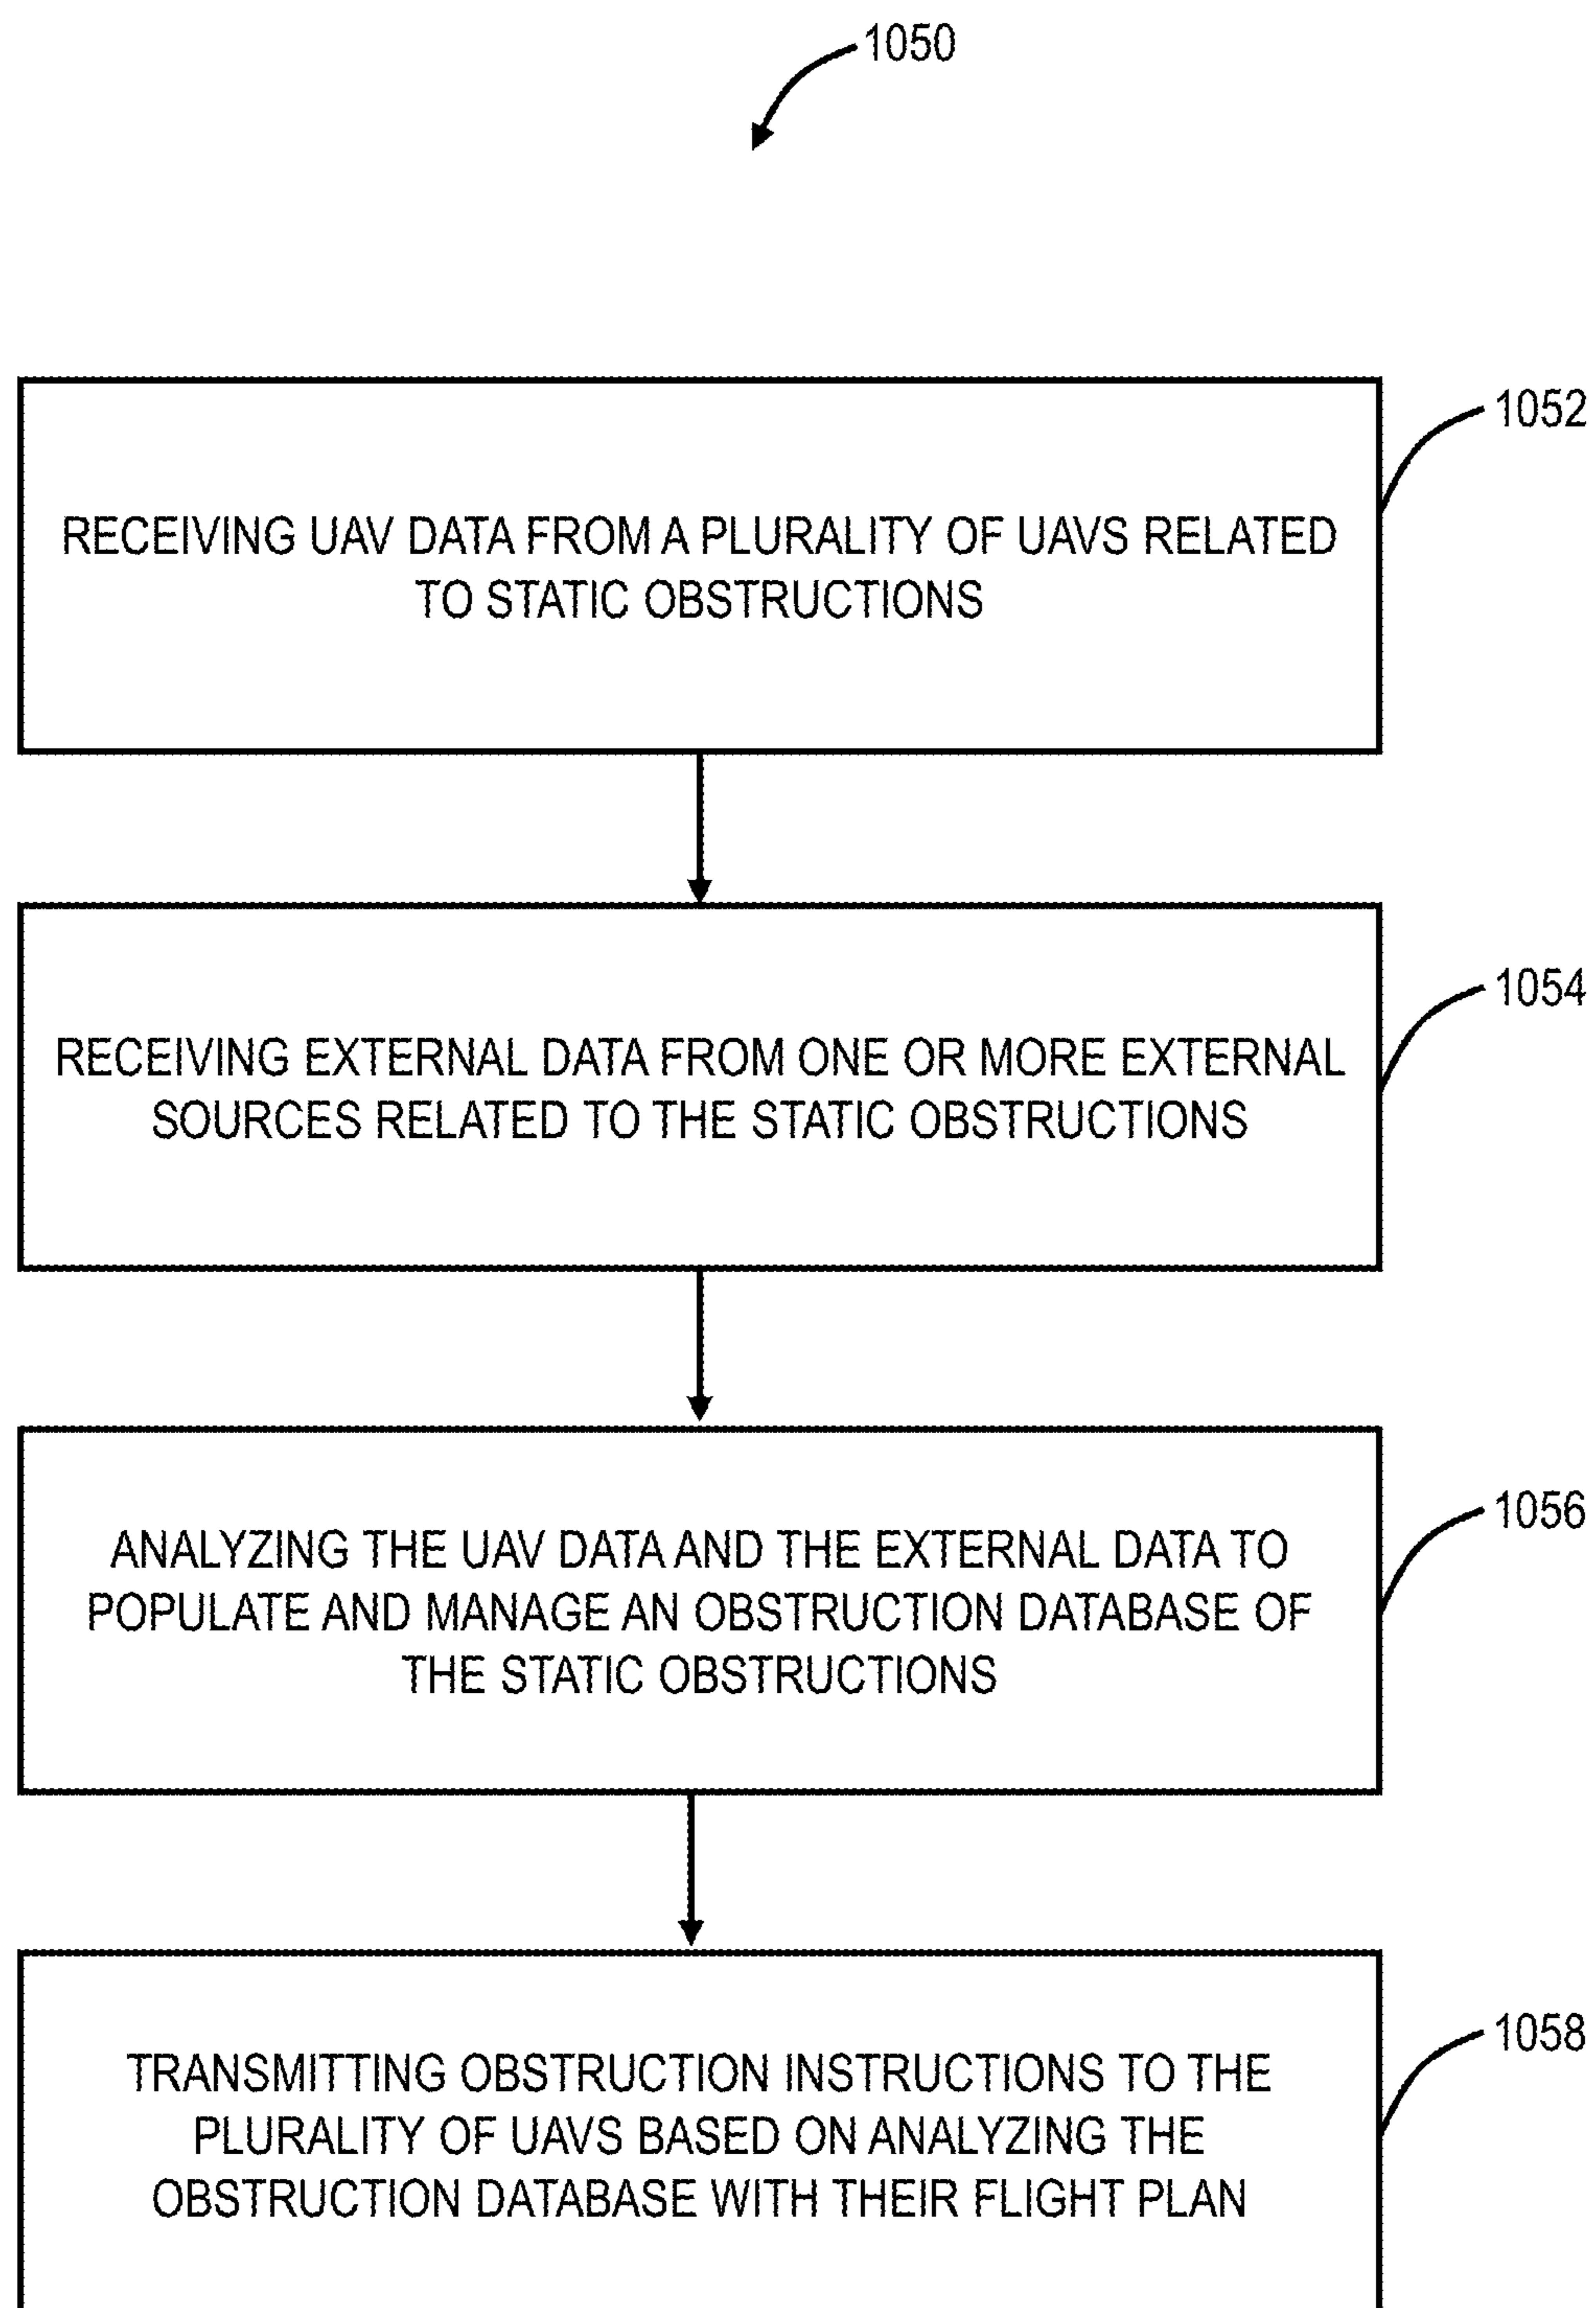 1050
1052
RECEIVING UAV DATA FROM A PLURALITY OF UAVS RELATED
TO STATIC OBSTRUCTIONS
1054
RECEIVING EXTERNAL DATA FROM ONE OR MORE EXTERNAL
SOURCES RELATED TO THE STATIC OBSTRUCTIONS
1056
ANALYZING THE UAV DATA AND THE EXTERNAL DATA TO
POPULATE AND MANAGE AN OBSTRUCTION DATABASE OF
THE STATIC OBSTRUCTIONS
1058
TRANSMITTING OBSTRUCTION INSTRUCTIONS TO THE
PLURALITY OF UAVS BASED ON ANALYZING THE
OBSTRUCTION DATABASE WITH THEIR FLIGHT PLAN